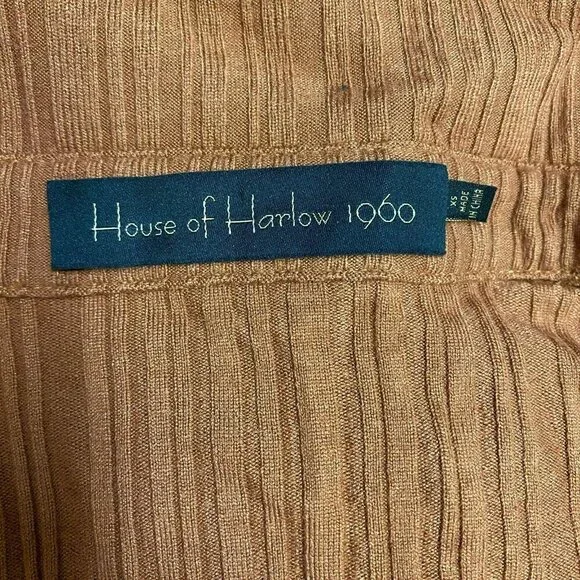 House of Harlow 1960
XS
MADE
IN CHINA